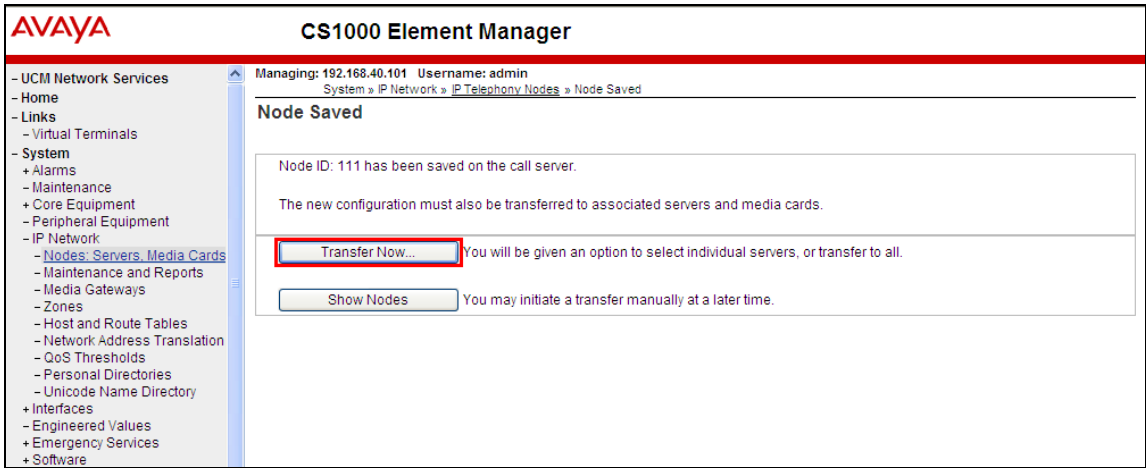 AVAYA
CS1000 Element Manager
– UCM Network Services
– Home
– Links
– Virtual Terminals
– System
+ Alarms
– Maintenance
+ Core Equipment
– Peripheral Equipment
– IP Network
– Nodes: Servers, Media Cards
– Maintenance and Reports
– Media Gateways
– Zones
– Host and Route Tables
– Network Address Translation
– QoS Thresholds
– Personal Directories
– Unicode Name Directory
+ Interfaces
– Engineered Values
+ Emergency Services
+ Software
Managing: 192.168.40.101 Username: admin
System » IP Network » IP Telephony Nodes » Node Saved
Node Saved
Node ID: 111 has been saved on the call server.
The new configuration must also be transferred to associated servers and media cards.
Transfer Now... You will be given an option to select individual servers, or transfer to all.
Show Nodes You may initiate a transfer manually at a later time.